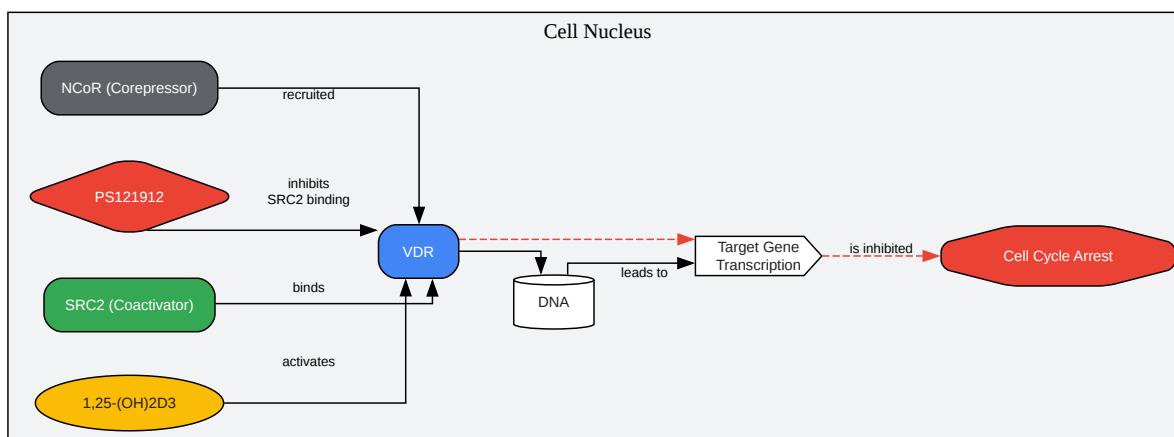 Cell Nucleus
NCoR (Corepressor)
recruited
PS121912
inhibits
SRC2 binding
VDR
SRC2 (Coactivator)
binds
activates
1,25-(OH)2D3
DNA
leads to
Target Gene
Transcription
is inhibited
Cell Cycle Arrest